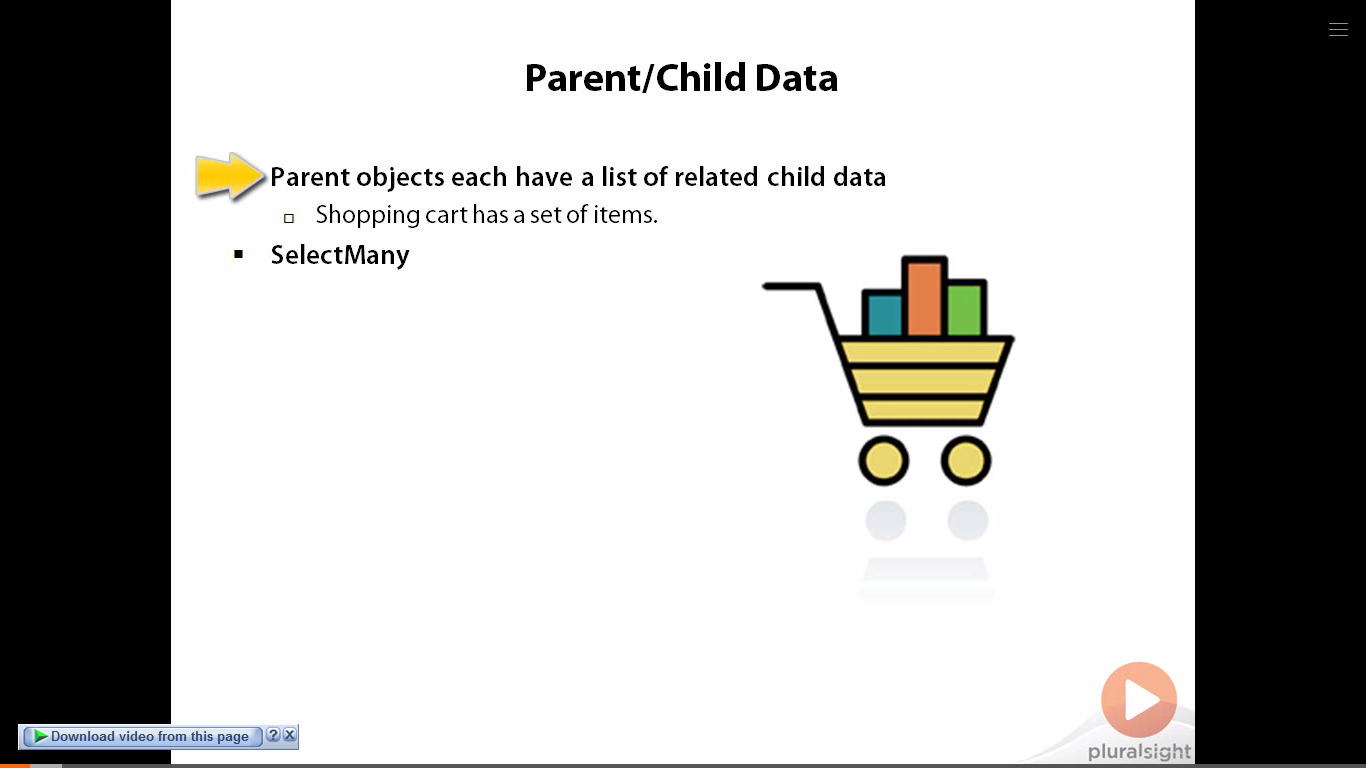 Parent/Child Data
Parent objects each have a list of related child data
Shopping cart has a set of items.
SelectMany
pluralsight
Download video from this page
? X